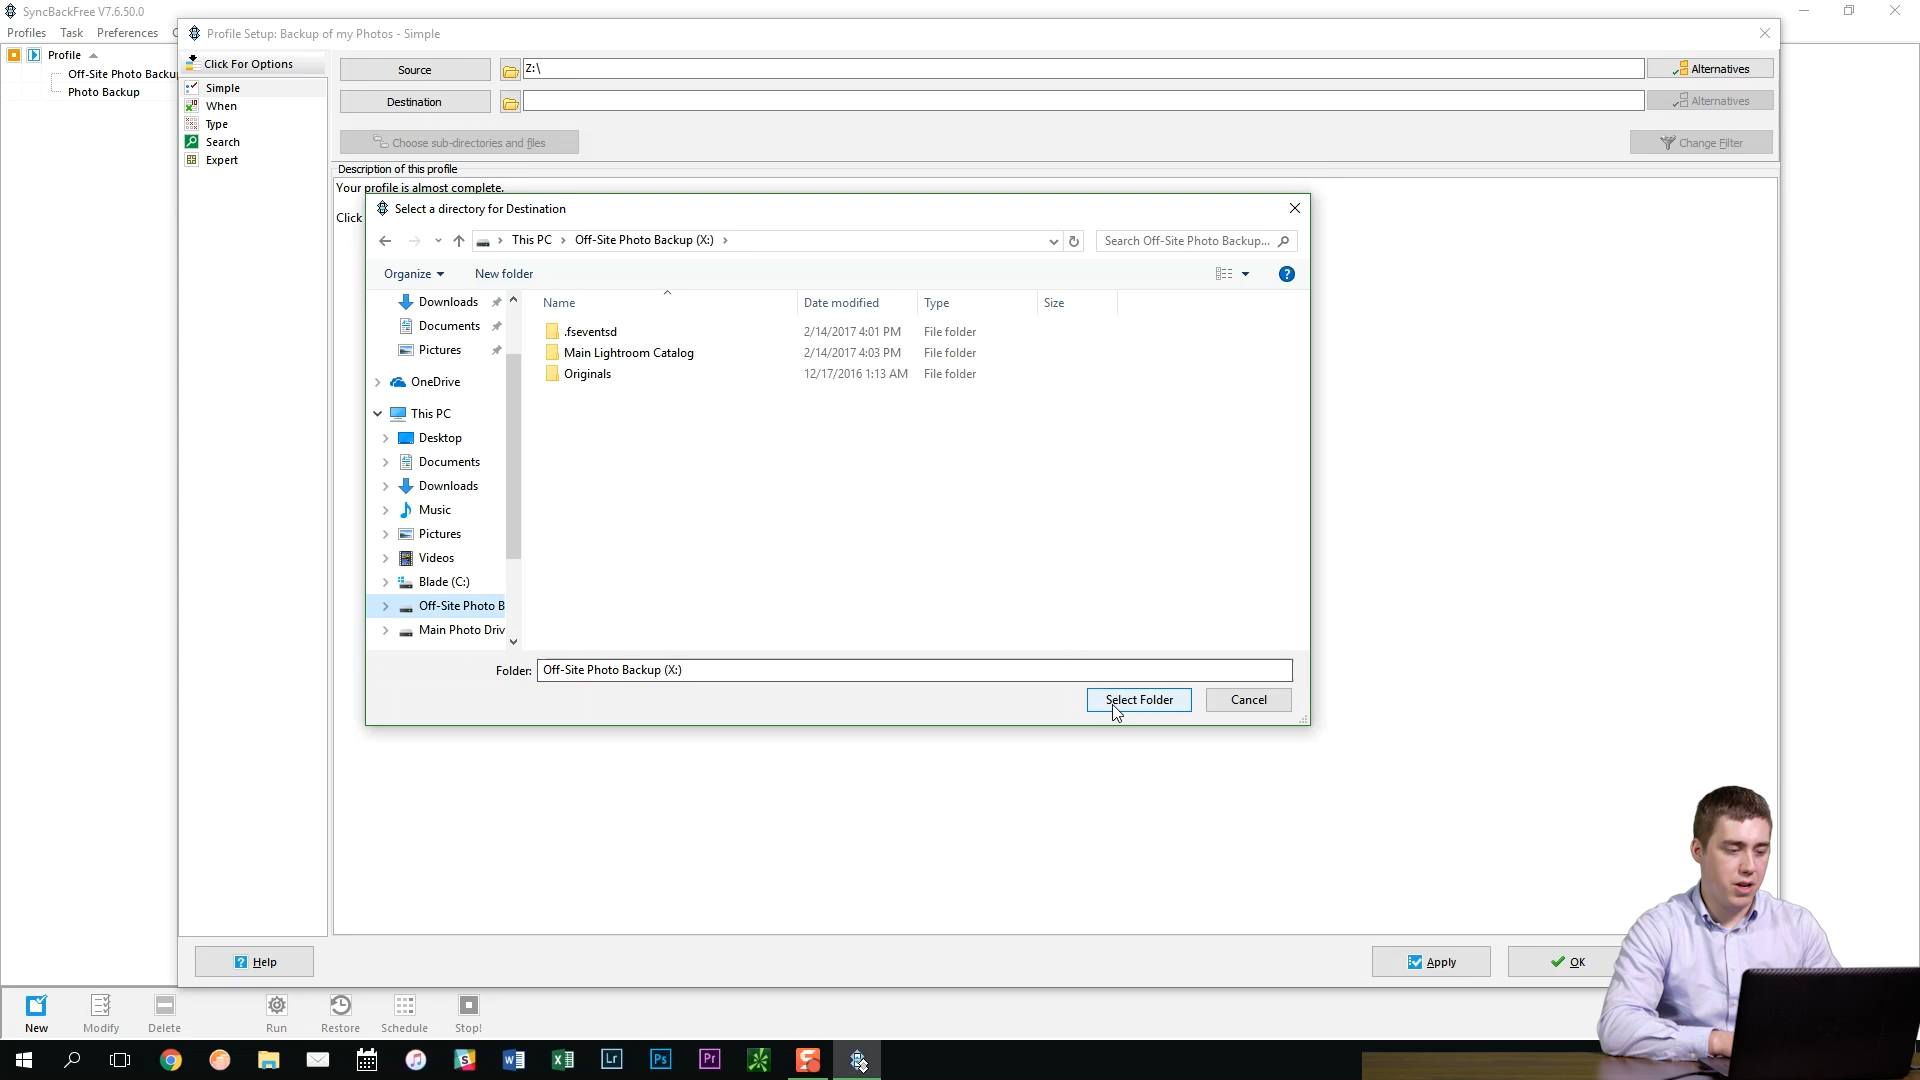 SyncBackFree V7.6.50.0
Profiles Task Preferences
Profile
Off-Site Photo Backu
Photo Backup
Profile Setup: Backup of my Photos - Simple
Click For Options
Simple
When
Type
Search
Expert
Source Z:\ Alternatives
Destination Alternatives
Choose sub-directories and files Change Filter
Description of this profile
Your profile is almost complete.
Click
Select a directory for Destination
This PC Off-Site Photo Backup (X:) Search Off-Site Photo Backup...
Organize New folder
Name Date modified Type Size
.fseventsd 2/14/2017 4:01 PM File folder
Main Lightroom Catalog 2/14/2017 4:03 PM File folder
Originals 12/17/2016 1:13 AM File folder
Downloads
Documents
Pictures
OneDrive
This PC
Desktop
Documents
Downloads
Music
Pictures
Videos
Blade (C:)
Off-Site Photo B
Main Photo Driv
Folder: Off-Site Photo Backup (X:)
Select Folder Cancel
Help Apply OK
New Modify Delete Run Restore Schedule Stop!
Lr Ps Pr